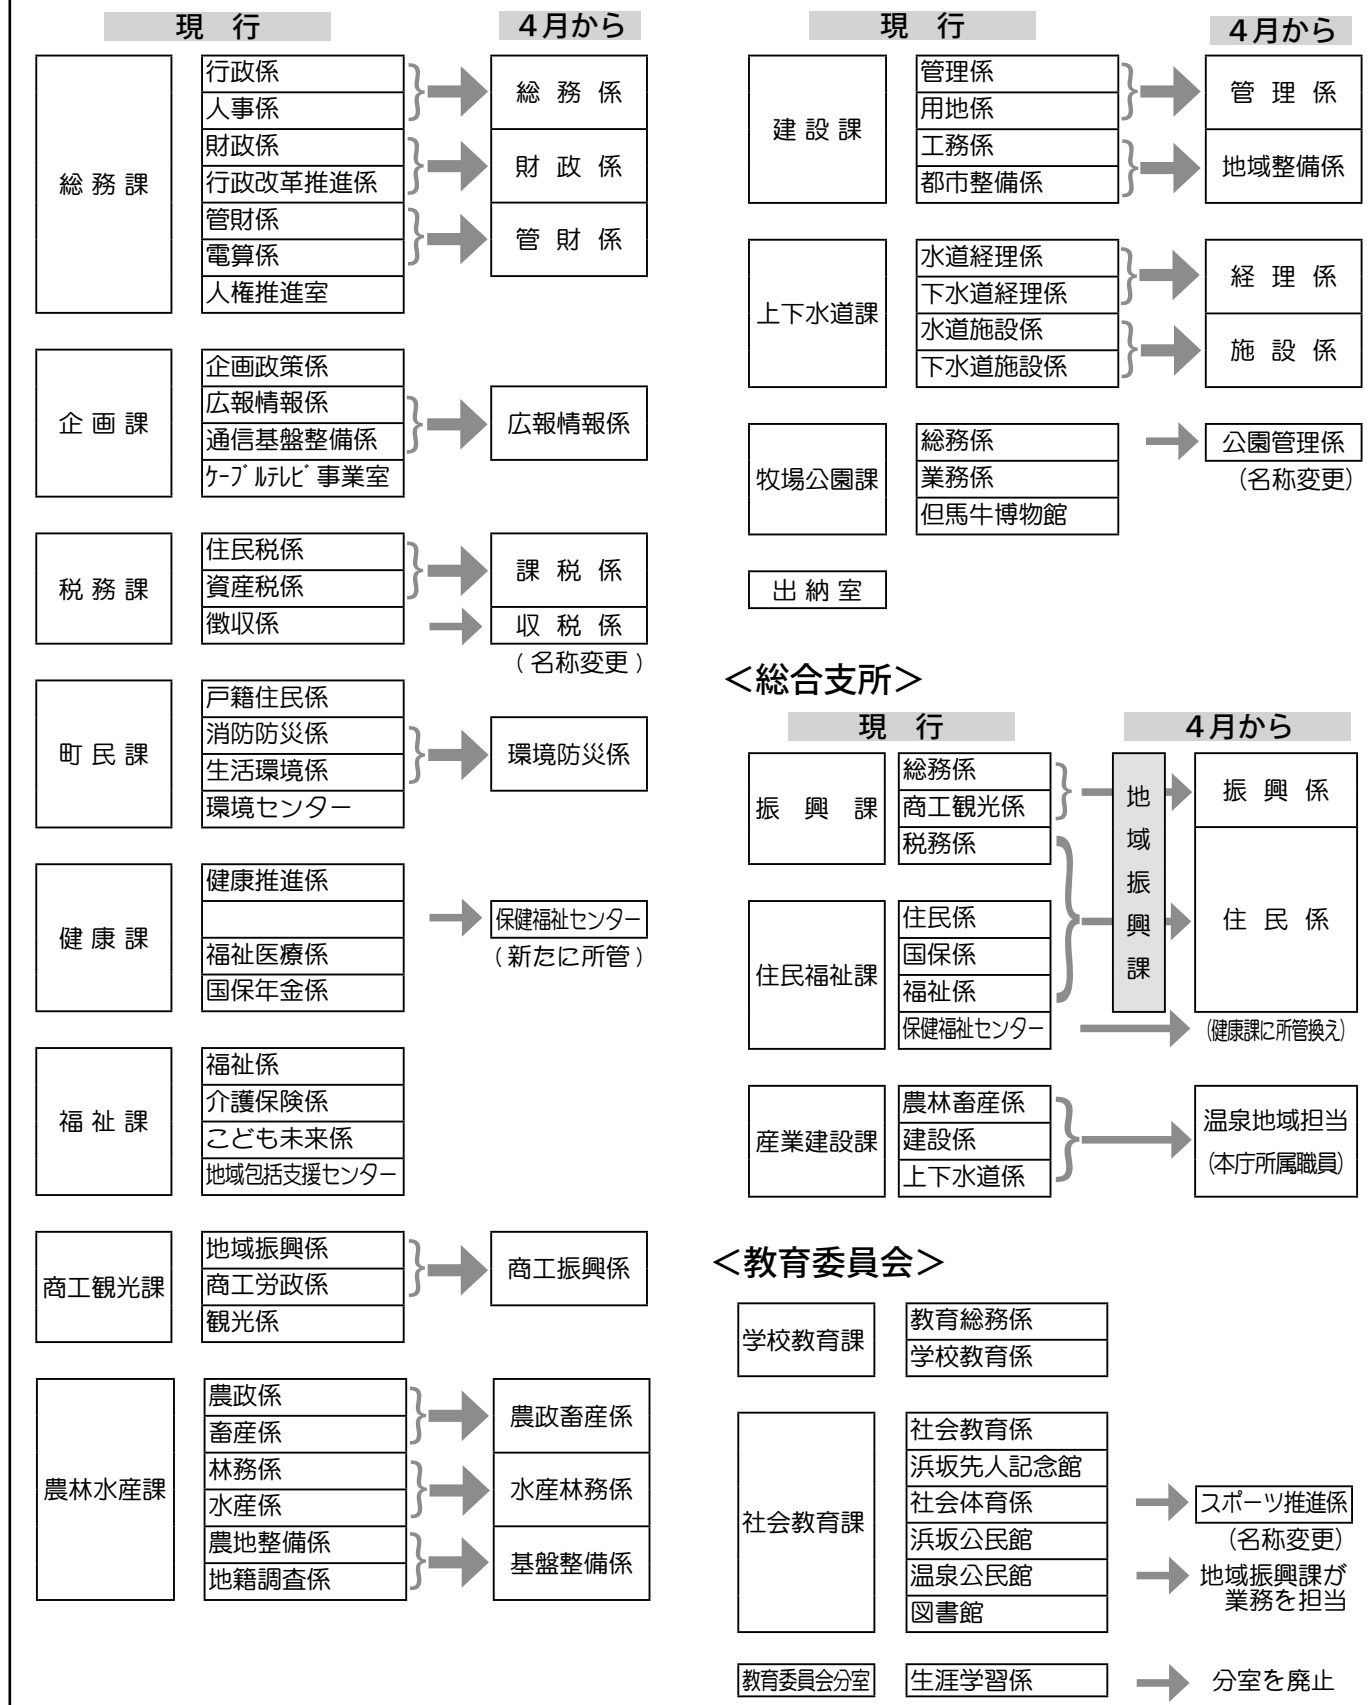 現　行
４月から
総務課
行政係
人事係
財政係
行政改革推進係
管財係
電算係
人権推進室
総務係
財政係
管財係
企画課
企画政策係
広報情報係
通信基盤整備係
ｹｰﾌﾞﾙﾃﾚﾋﾞ事業室
広報情報係
税務課
住民税係
資産税係
徴収係
課税係
収税係
(名称変更)
町民課
戸籍住民係
消防防災係
生活環境係
環境センター
環境防災係
健康課
健康推進係
福祉医療係
国保年金係
保健福祉センター
(新たに所管)
福祉課
福祉係
介護保険係
こども未来係
地域包括支援センター
商工観光課
地域振興係
商工労政係
観光係
商工振興係
農林水産課
農政係
畜産係
林務係
水産係
農地整備係
地籍調査係
農政畜産係
水産林務係
基盤整備係
現　行
４月から
建設課
管理係
用地係
工務係
都市整備係
管理係
地域整備係
上下水道課
水道経理係
下水道経理係
水道施設係
下水道施設係
経理係
施設係
牧場公園課
総務係
業務係
但馬牛博物館
公園管理係
(名称変更)
出納室
＜総合支所＞
現　行
４月から
振興課
総務係
商工観光係
税務係
住民福祉課
住民係
国保係
福祉係
保健福祉センター
地域振興課
振興係
住民係
(健康課に所管換え)
産業建設課
農林畜産係
建設係
上下水道係
温泉地域担当
(本庁所属職員)
＜教育委員会＞
学校教育課
教育総務係
学校教育係
社会教育課
社会教育係
浜坂先人記念館
社会体育係
浜坂公民館
温泉公民館
図書館
スポーツ推進係
(名称変更)
地域振興課が
業務を担当
教育委員会分室
生涯学習係
分室を廃止